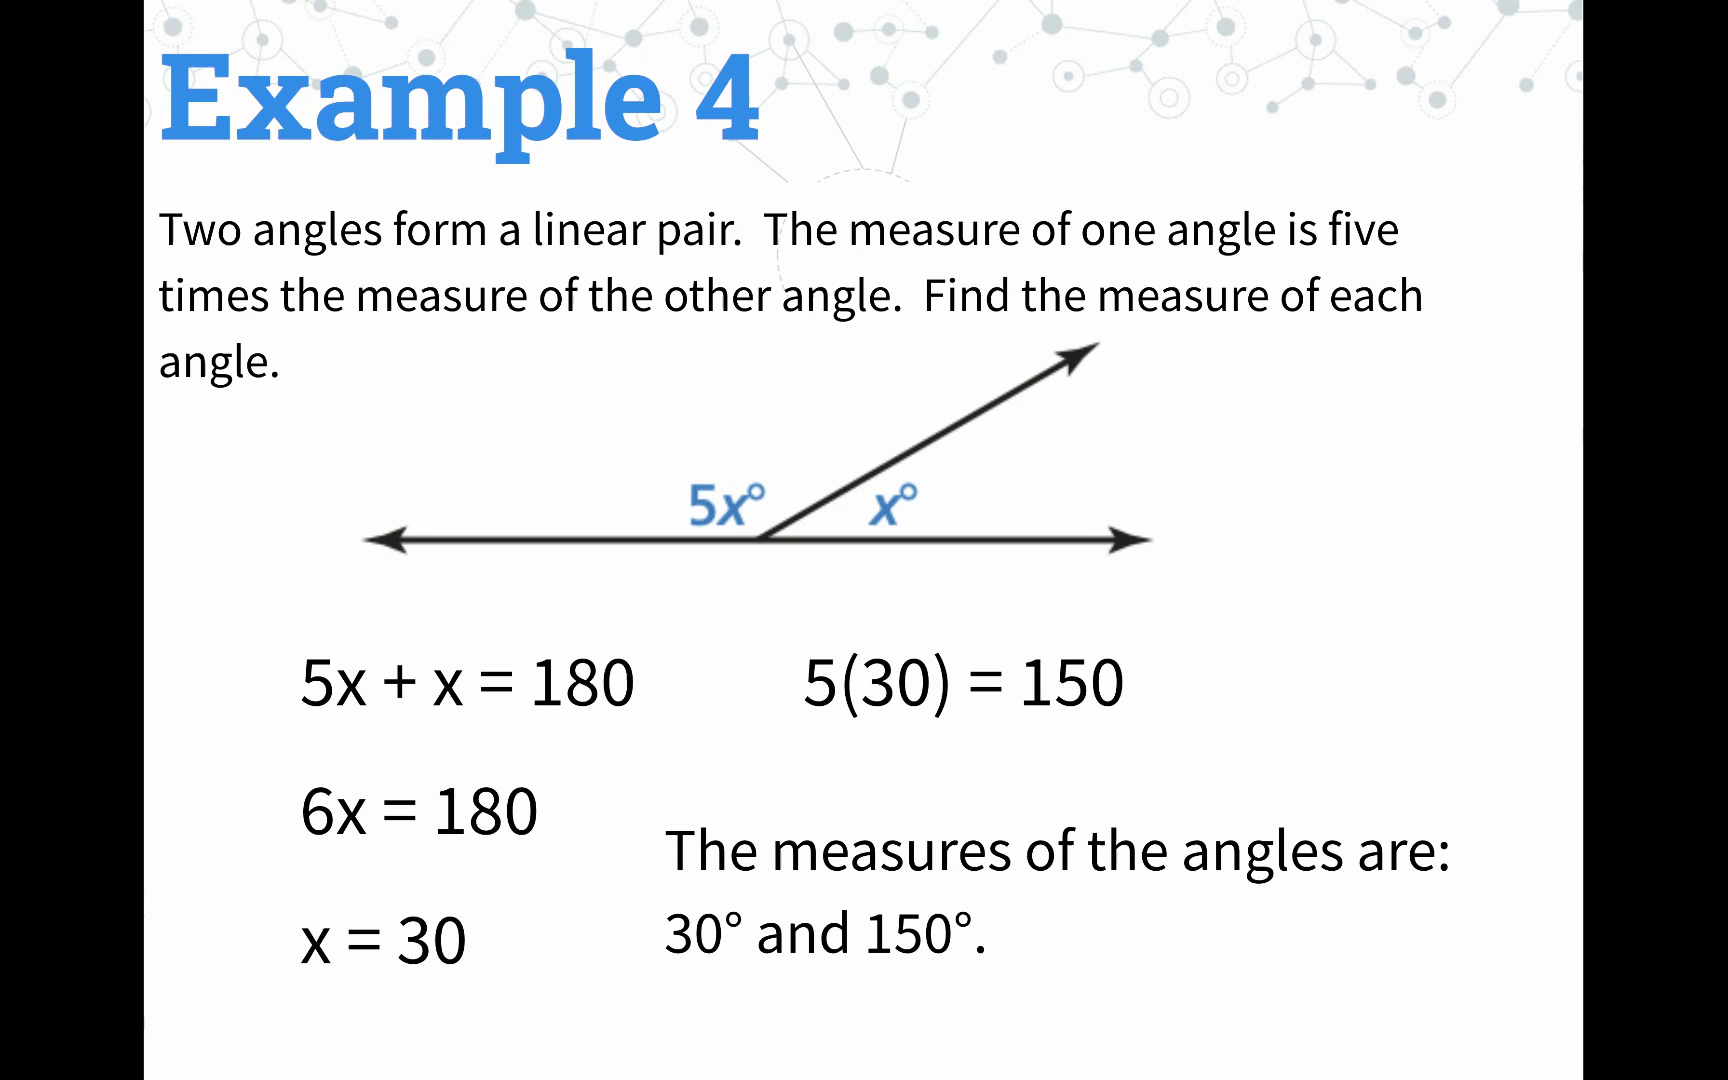 Example 4
Two angles form a linear pair.  The measure of one angle is five
times the measure of the other angle.  Find the measure of each
angle.
5x° x°
5x + x = 180
5(30) = 150
6x = 180
The measures of the angles are:
30° and 150°.
x = 30